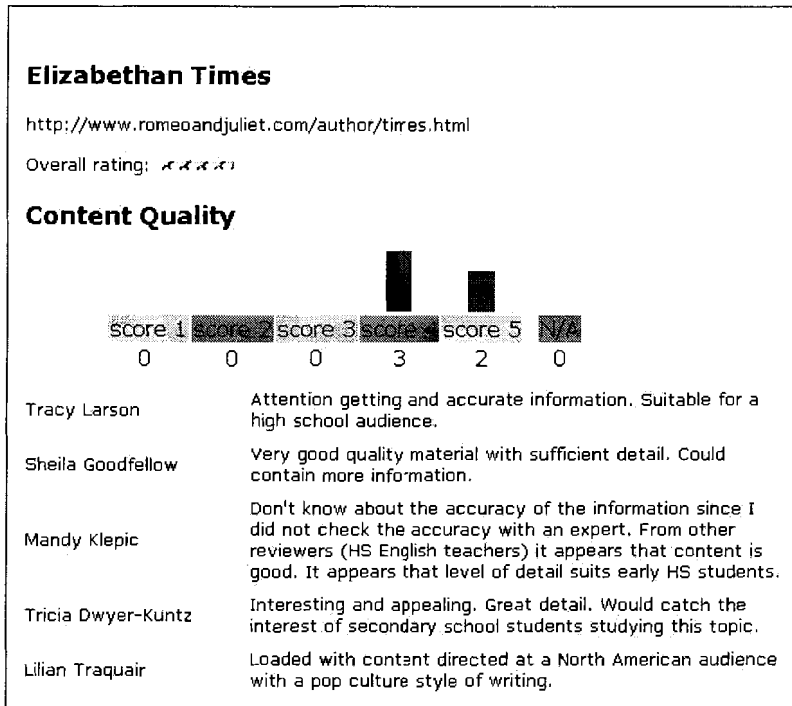 Elizabethan Times
http://www.romeoandjuliet.com/author/times.html
Overall rating:
Content Quality
score 1 score 2 score 3 score 4 score 5 N/A
0 0 0 3 2 0
Tracy Larson
Attention getting and accurate information. Suitable for a
high school audience.
Sheila Goodfellow
Very good quality material with sufficient detail. Could
contain more information.
Mandy Klepic
Don't know about the accuracy of the information since I
did not check the accuracy with an expert. From other
reviewers (HS English teachers) it appears that content is
good. It appears that level of detail suits early HS students.
Tricia Dwyer-Kuntz
Interesting and appealing. Great detail. Would catch the
interest of secondary school students studying this topic.
Lilian Traquair
Loaded with content directed at a North American audience
with a pop culture style of writing.